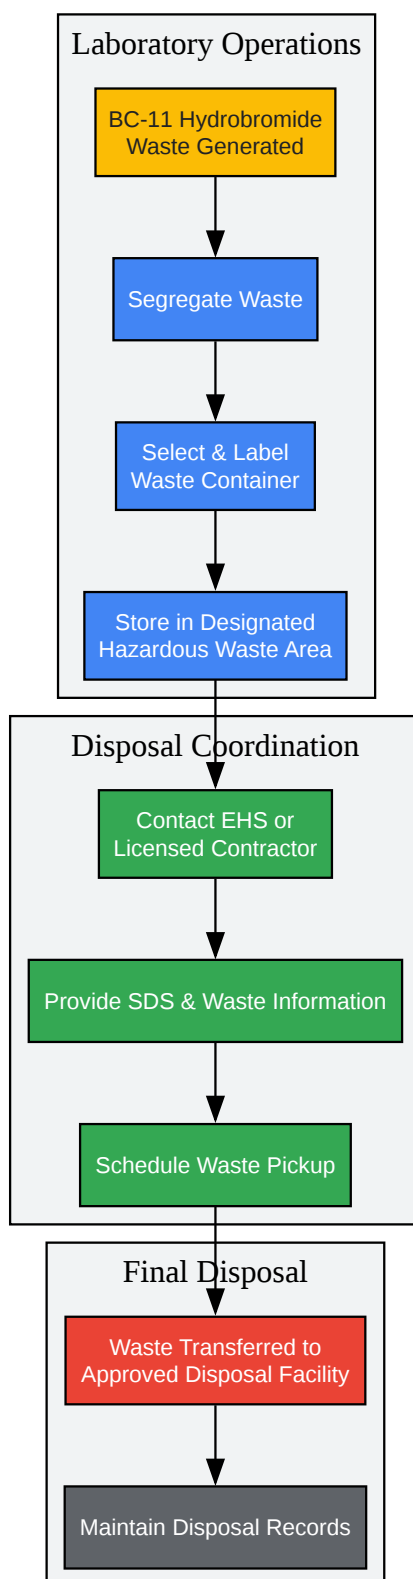 Laboratory Operations
BC-11 Hydrobromide
Waste Generated
Segregate Waste
Select & Label
Waste Container
Store in Designated
Hazardous Waste Area
Disposal Coordination
Contact EHS or
Licensed Contractor
Provide SDS & Waste Information
Schedule Waste Pickup
Final Disposal
Waste Transferred to
Approved Disposal Facility
Maintain Disposal Records